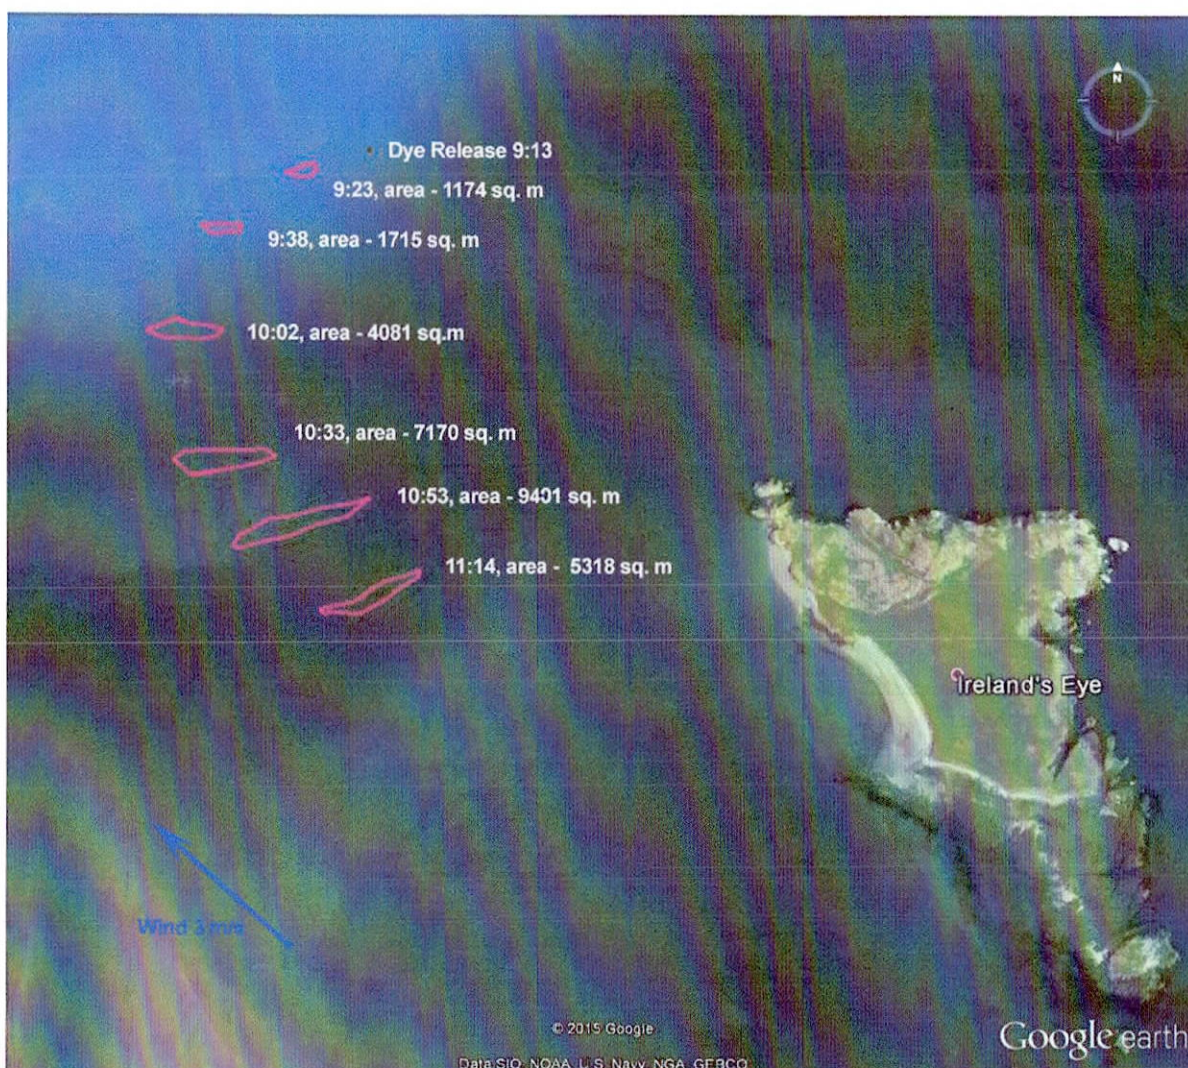 N
Dye Release 9:13
9:23, area - 1174 sq. m
9:38, area - 1715 sq. m
10:02, area - 4081 sq.m
10:33, area - 7170 sq. m
10:53, area - 9401 sq. m
11:14, area - 5318 sq. m
Ireland's Eye
Wind 3
© 2015 Google
Google earth
Data SIO, NOAA, U.S. Navy, NGA, GEBCO